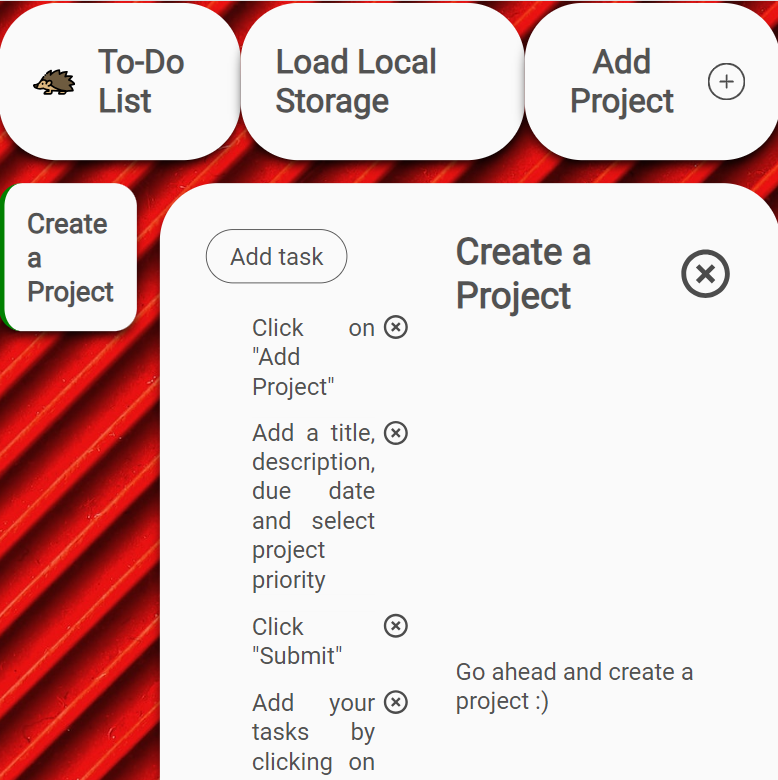 To-Do
List
Load Local
Storage
Add
Project
Create
a
Project
Add task
Click on
"Add
Project"
Add a title,
description,
due date
and select
project
priority
Click
"Submit"
Add your
tasks by
clicking on
Create a
Project
Go ahead and create a
project :)